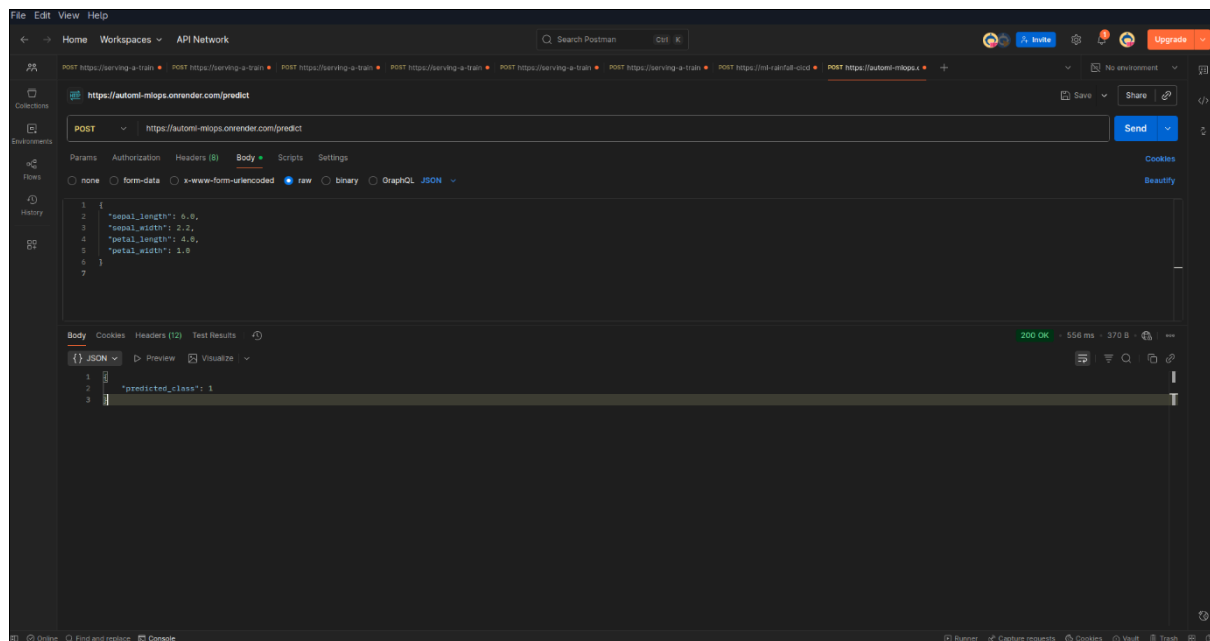 File Edit View Help
Home Workspaces API Network Search Postman Ctrl K Invite Upgrade
POST https://serving-a-train POST https://serving-a-train POST https://serving-a-train POST https://serving-a-train POST https://serving-a-train POST https://serving-a-train POST https://ml-rainfall-cicd POST https://automl-mlops.c No environment
Collections
https://automl-mlops.onrender.com/predict Save Share
Environments
POST https://automl-mlops.onrender.com/predict Send
Flows
Params Authorization Headers (8) Body Scripts Settings Cookies
History
none form-data x-www-form-urlencoded raw binary GraphQL JSON Beautify
1 {
2 "sepal_length": 6.0,
3 "sepal_width": 2.2,
4 "petal_length": 4.0,
5 "petal_width": 1.0
6 }
7
Body Cookies Headers (12) Test Results 200 OK 556 ms 370 B
{} JSON Preview Visualize
1 {
2 "predicted_class": 1
3 }
Online Find and replace Console Runner Capture requests Cookies Vault Trash